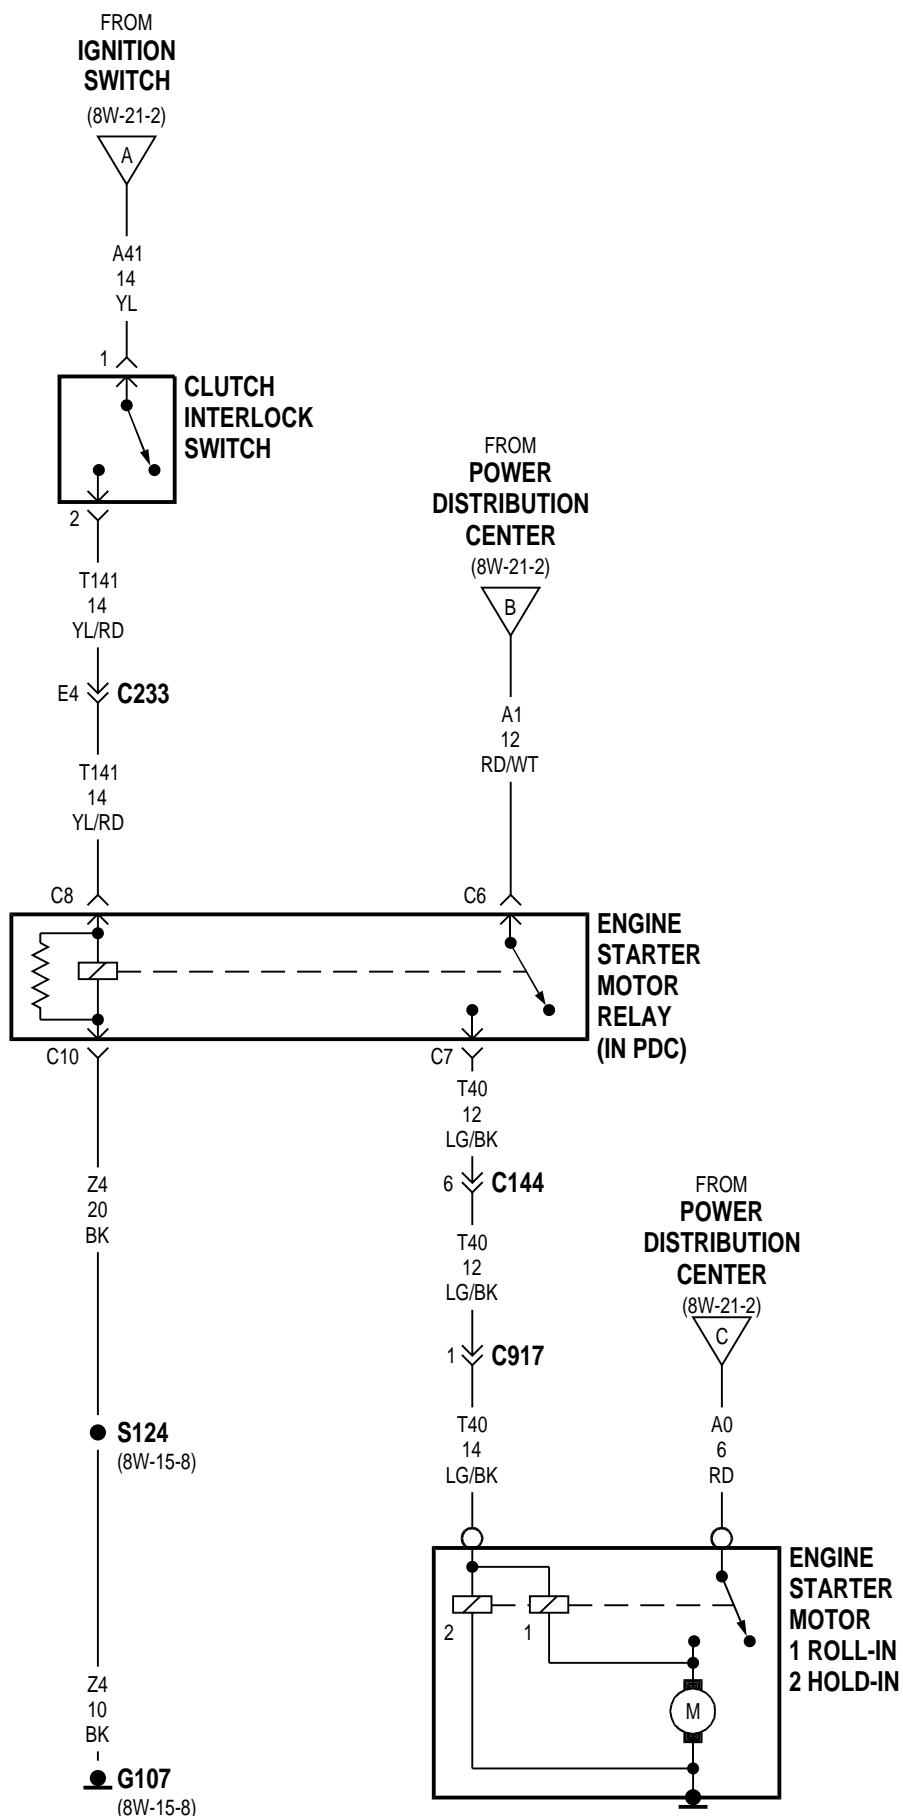 FROM
IGNITION
SWITCH
(8W-21-2)
A
A41
14
YL
1
CLUTCH
INTERLOCK
SWITCH
2
T141
14
YL/RD
E4
C233
T141
14
YL/RD
FROM
POWER
DISTRIBUTION
CENTER
(8W-21-2)
B
A1
12
RD/WT
C8
C6
ENGINE
STARTER
MOTOR
RELAY
(IN PDC)
C10
C7
Z4
20
BK
S124
(8W-15-8)
Z4
10
BK
G107
(8W-15-8)
T40
12
LG/BK
6
C144
T40
12
LG/BK
1
C917
T40
14
LG/BK
FROM
POWER
DISTRIBUTION
CENTER
(8W-21-2)
C
A0
6
RD
2
1
M
ENGINE
STARTER
MOTOR
1 ROLL-IN
2 HOLD-IN